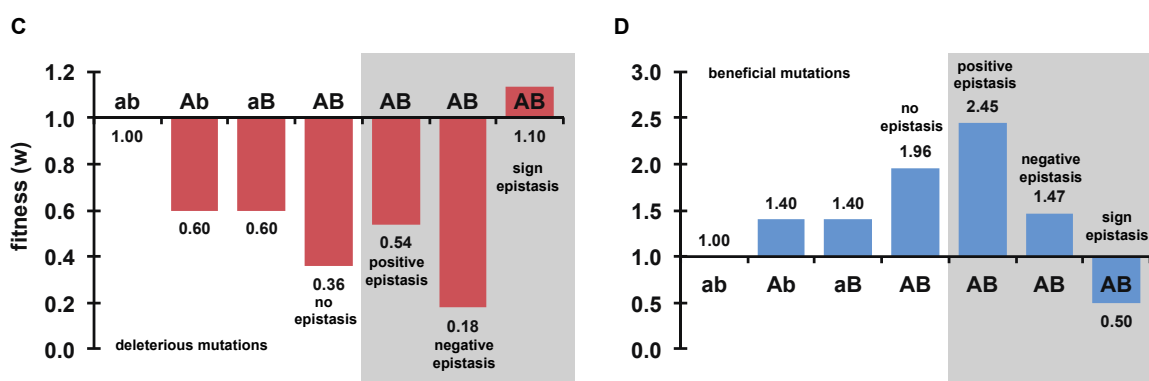 C
fitness (w)
1.2
1.0
0.8
0.6
0.4
0.2
0.0
ab
Ab
aB
AB
AB
AB
AB
1.00
0.60
0.60
0.36
no
epistasis
0.54
positive
epistasis
0.18
negative
epistasis
1.10
sign
epistasis
deleterious mutations
D
3.0
2.5
2.0
1.5
1.0
0.5
0.0
beneficial mutations
1.00
1.40
1.40
no
epistasis
1.96
positive
epistasis
2.45
negative
epistasis
1.47
sign
epistasis
ab
Ab
aB
AB
AB
AB
AB
0.50